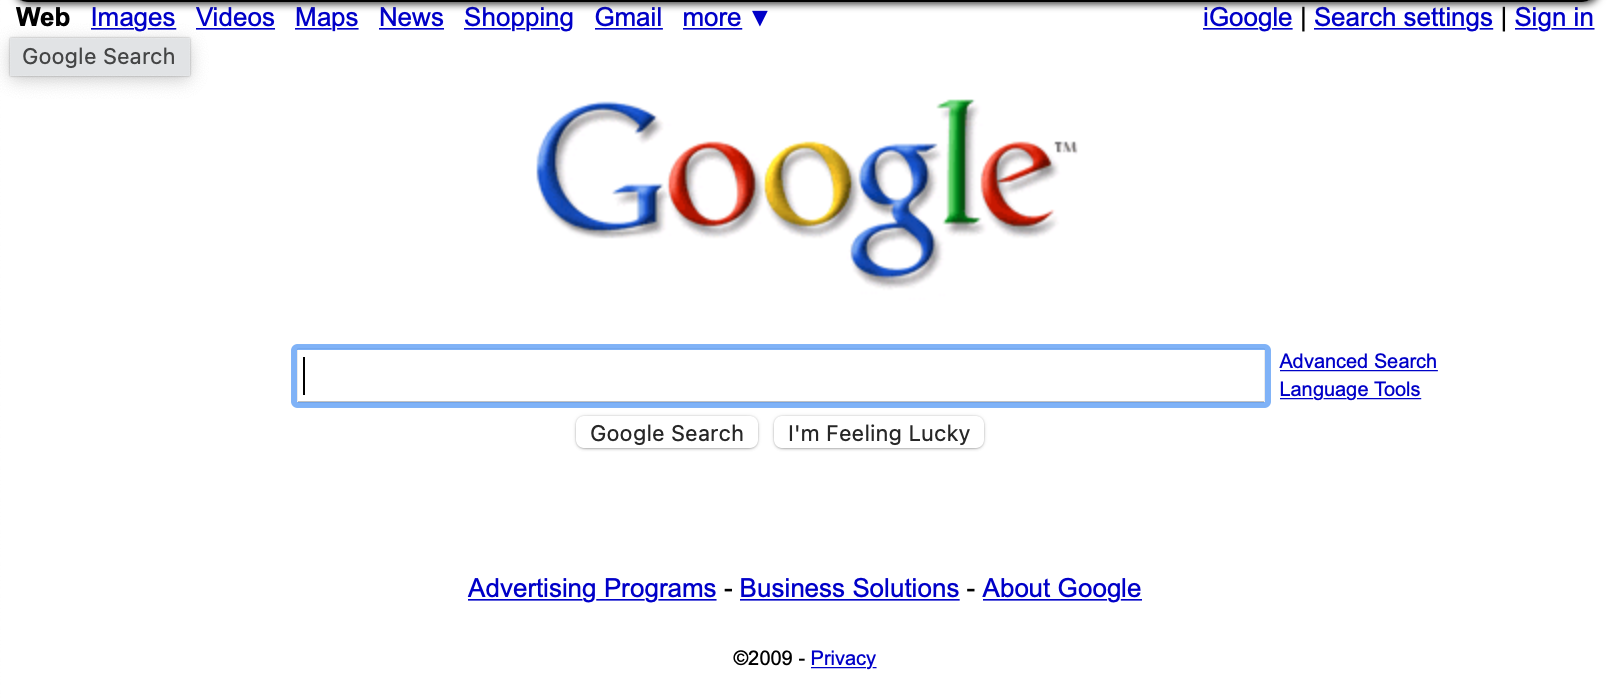 Web Images Videos Maps News Shopping Gmail more ▼ iGoogle | Search settings | Sign in
Google Search
Google™
Advanced Search
Language Tools
Google Search I'm Feeling Lucky
Advertising Programs - Business Solutions - About Google
©2009 - Privacy